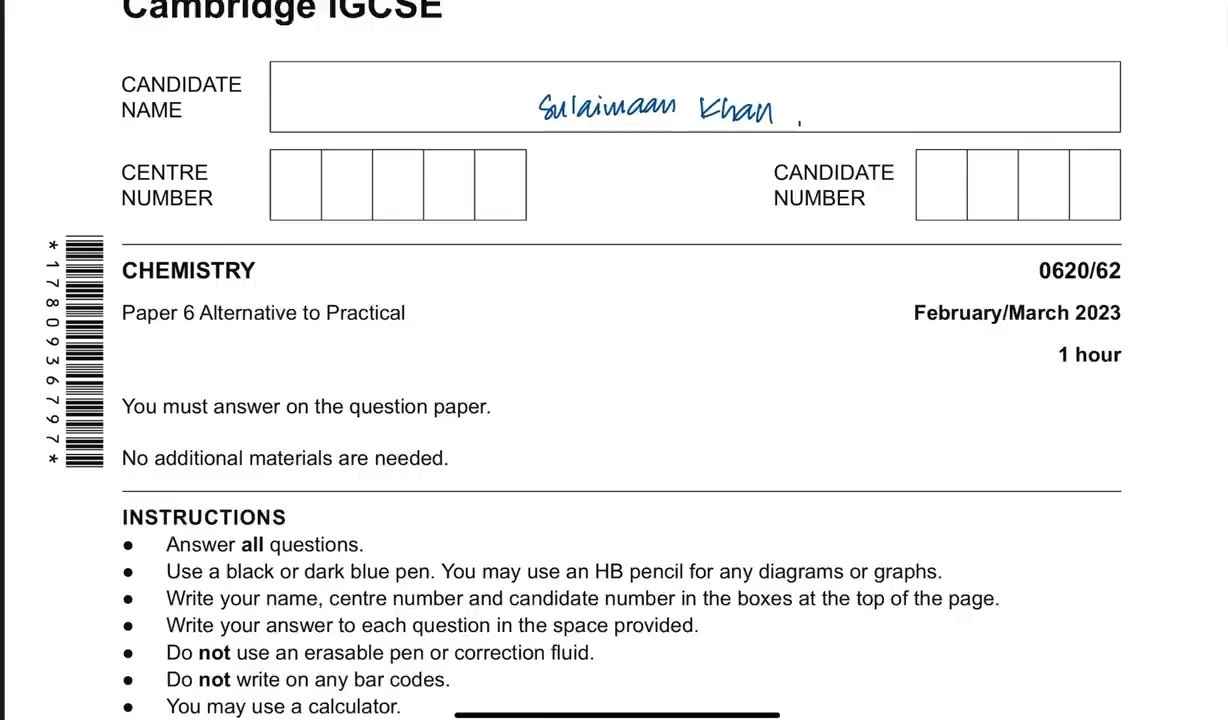 Cambridge IGCSE
CANDIDATE
NAME
Sulaimaan Khan
CENTRE
NUMBER
CANDIDATE
NUMBER
*1780936797*
CHEMISTRY
0620/62
Paper 6 Alternative to Practical
February/March 2023
1 hour
You must answer on the question paper.
No additional materials are needed.
INSTRUCTIONS
● Answer all questions.
● Use a black or dark blue pen. You may use an HB pencil for any diagrams or graphs.
● Write your name, centre number and candidate number in the boxes at the top of the page.
● Write your answer to each question in the space provided.
● Do not use an erasable pen or correction fluid.
● Do not write on any bar codes.
● You may use a calculator.